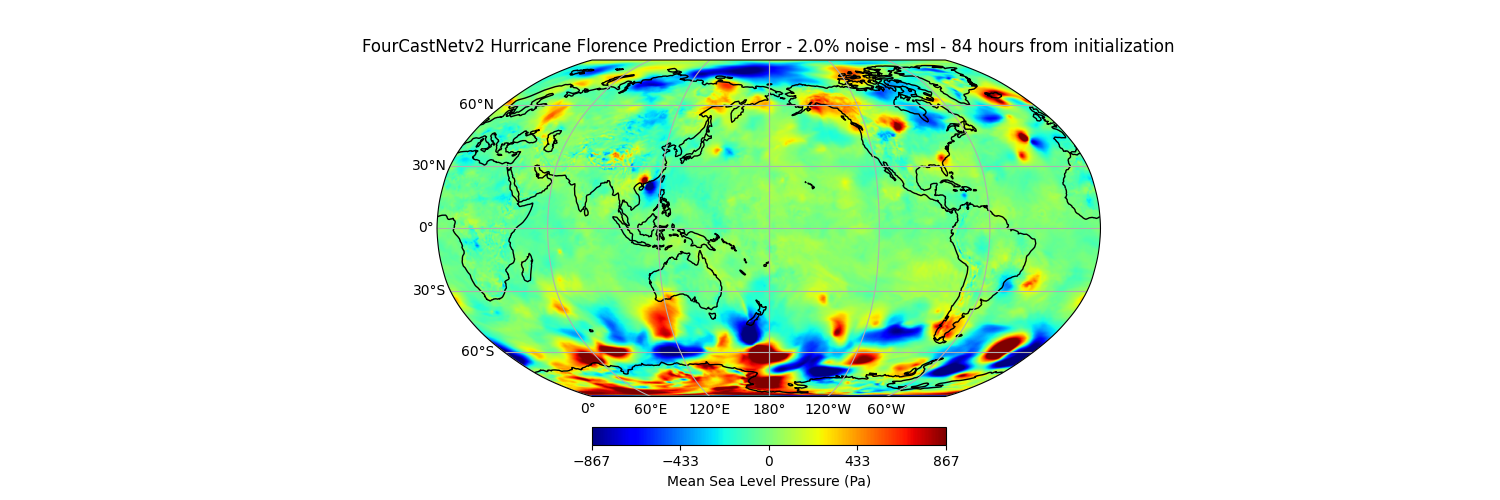 FourCastNetv2 Hurricane Florence Prediction Error - 2.0% noise - msl - 84 hours from initialization
60°N
30°N
0°
30°S
60°S
0° 60°E 120°E 180° 120°W 60°W
−867 −433 0 433 867
Mean Sea Level Pressure (Pa)